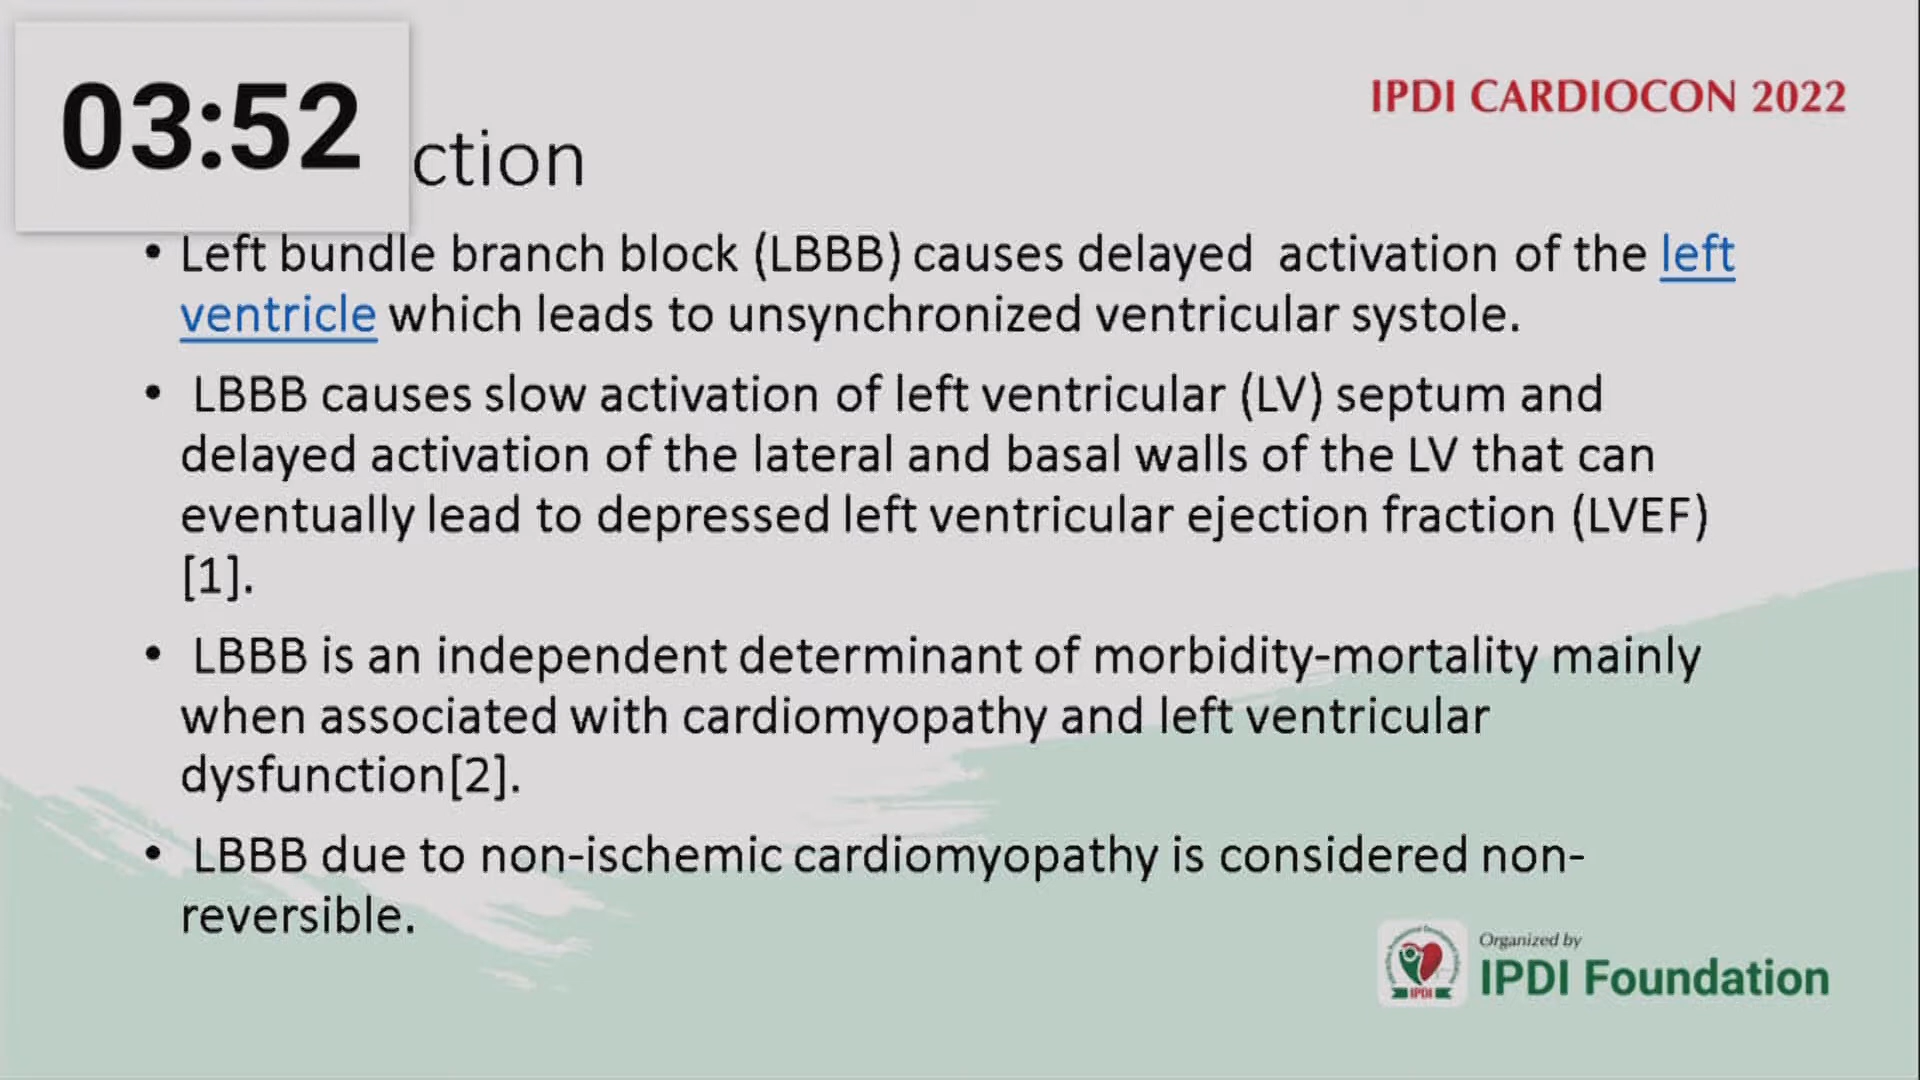 03:52
IPDI CARDIOCON 2022
ction
• Left bundle branch block (LBBB) causes delayed activation of the left
ventricle which leads to unsynchronized ventricular systole.
• LBBB causes slow activation of left ventricular (LV) septum and
delayed activation of the lateral and basal walls of the LV that can
eventually lead to depressed left ventricular ejection fraction (LVEF)
[1].
• LBBB is an independent determinant of morbidity-mortality mainly
when associated with cardiomyopathy and left ventricular
dysfunction[2].
• LBBB due to non-ischemic cardiomyopathy is considered non-
reversible.
Organized by
IPDI Foundation
IPDI